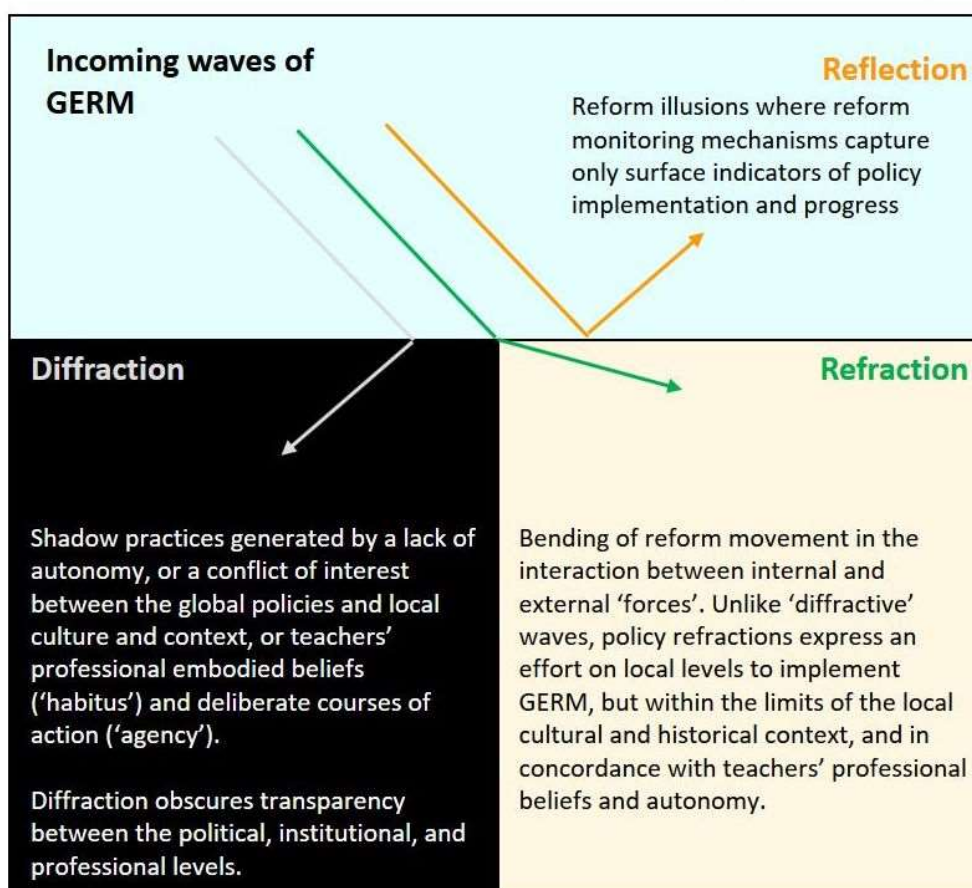 Incoming waves of
GERM
Reflection
Reform illusions where reform
monitoring mechanisms capture
only surface indicators of policy
implementation and progress
Diffraction
Shadow practices generated by a lack of
autonomy, or a conflict of interest
between the global policies and local
culture and context, or teachers’
professional embodied beliefs
(‘habitus’) and deliberate courses of
action (‘agency’).
Diffraction obscures transparency
between the political, institutional, and
professional levels.
Refraction
Bending of reform movement in the
interaction between internal and
external ‘forces’. Unlike ‘diffractive’
waves, policy refractions express an
effort on local levels to implement
GERM, but within the limits of the local
cultural and historical context, and in
concordance with teachers’ professional
beliefs and autonomy.